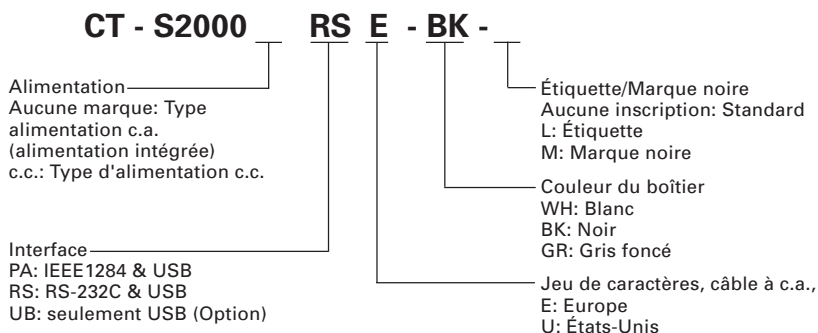 CT - S2000 __ RS E - BK - __
Alimentation
Aucune marque: Type
alimentation c.a.
(alimentation intégrée)
c.c.: Type d'alimentation c.c.
Interface
PA: IEEE1284 & USB
RS: RS-232C & USB
UB: seulement USB (Option)
Étiquette/Marque noire
Aucune inscription: Standard
L: Étiquette
M: Marque noire
Couleur du boîtier
WH: Blanc
BK: Noir
GR: Gris foncé
Jeu de caractères, câble à c.a.,
E: Europe
U: États-Unis